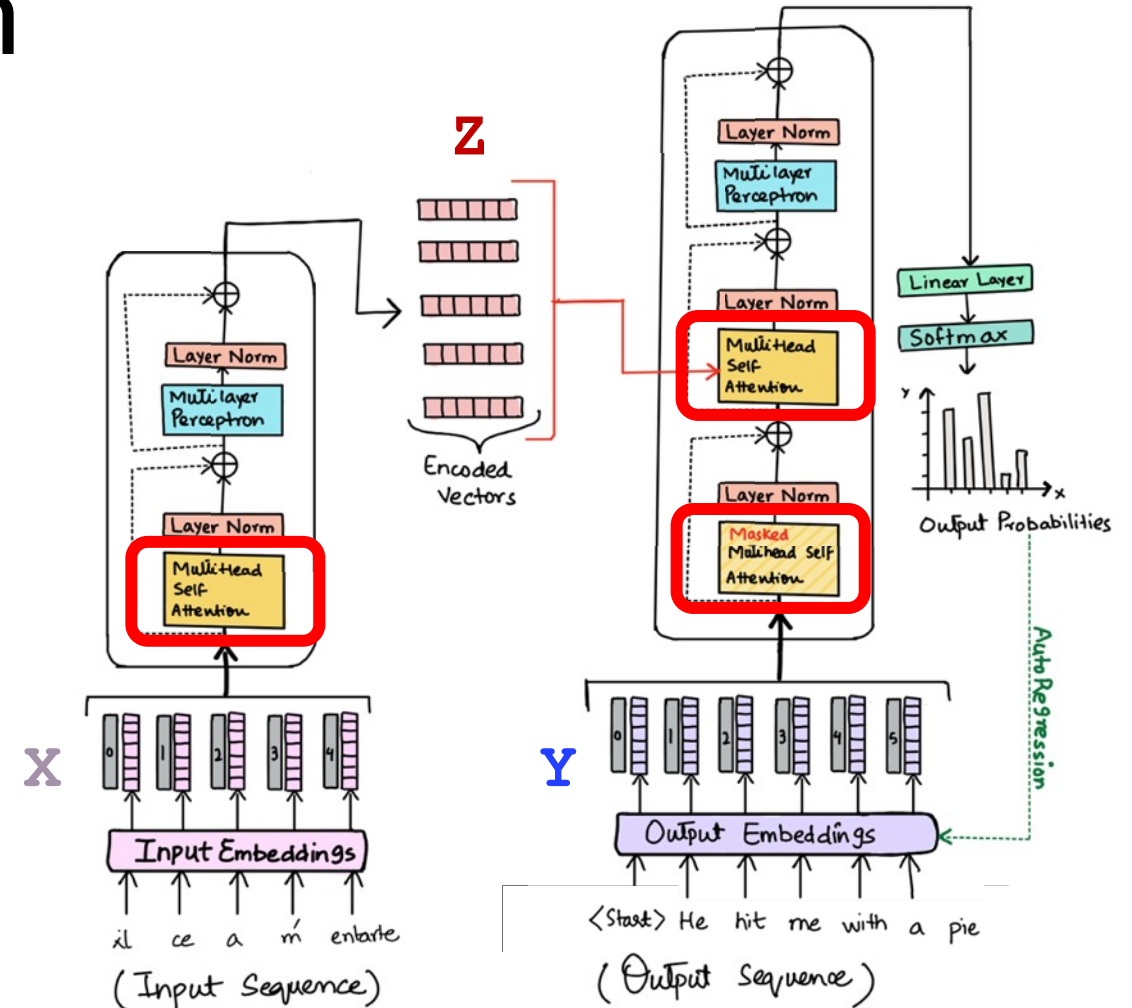 n
Z
Layer Norm
Multilayer
Perceptron
Layer Norm
MultiHead
Self
Attention
Layer Norm
Masked
Multihead Self
Attention
Linear Layer
Softmax
Y
X
Output Probabilities
AutoRegression
Layer Norm
Multilayer
Perceptron
Layer Norm
MultiHead
Self
Attention
Encoded
Vectors
X
0 1 2 3 4
Input Embeddings
il ce a m' entarte
(Input Sequence)
Y
0 1 2 3 4 5
Output Embeddings
<Start> He hit me with a pie
(Output Sequence)